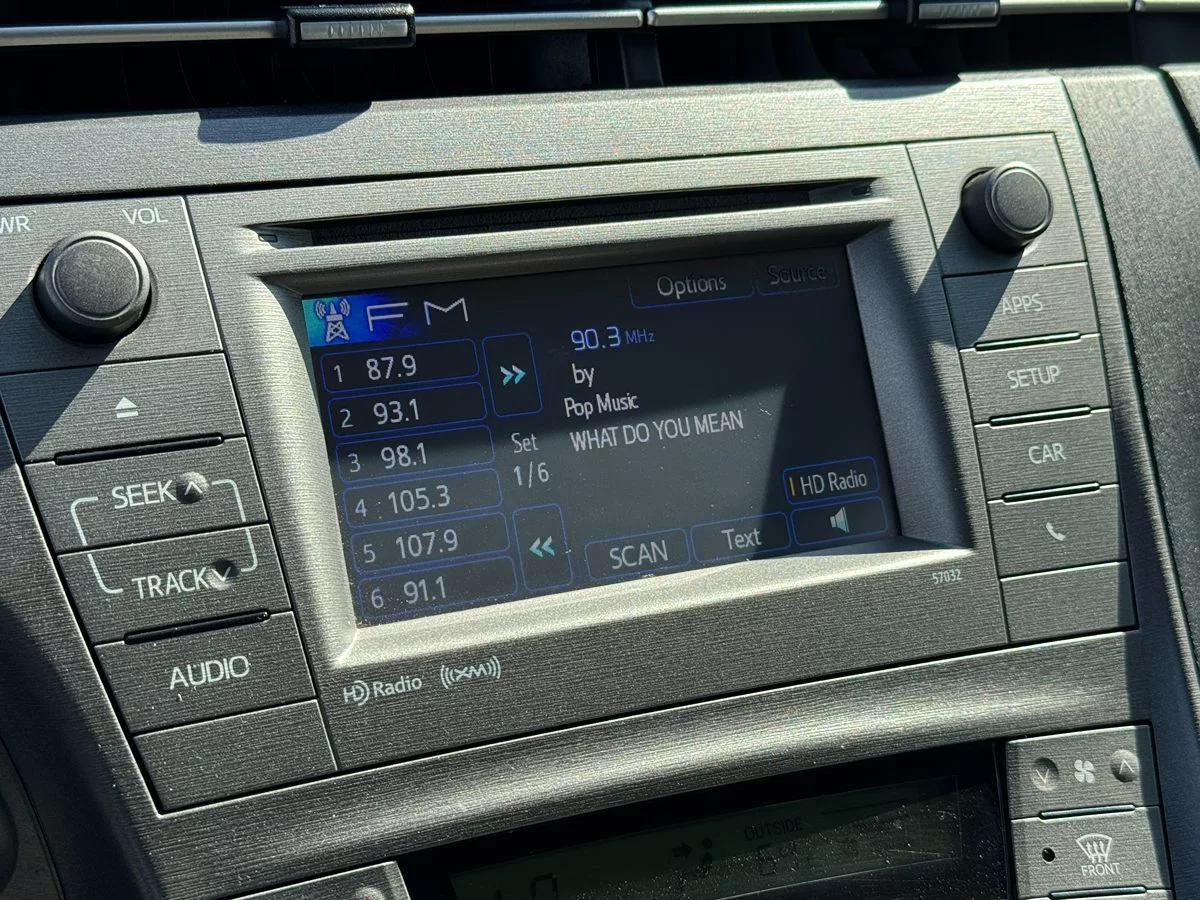 WR
VOL
Options
Source
FM
90.3 MHz
1 87.9
by
2 93.1
Pop Music
3 98.1
Set
WHAT DO YOU MEAN
4 105.3
1/6
5 107.9
6 91.1
HD Radio
SCAN
Text
SEEK
TRACK
AUDIO
APPS
SETUP
CAR
57032
HD Radio
((XM))
OUTSIDE
FRONT